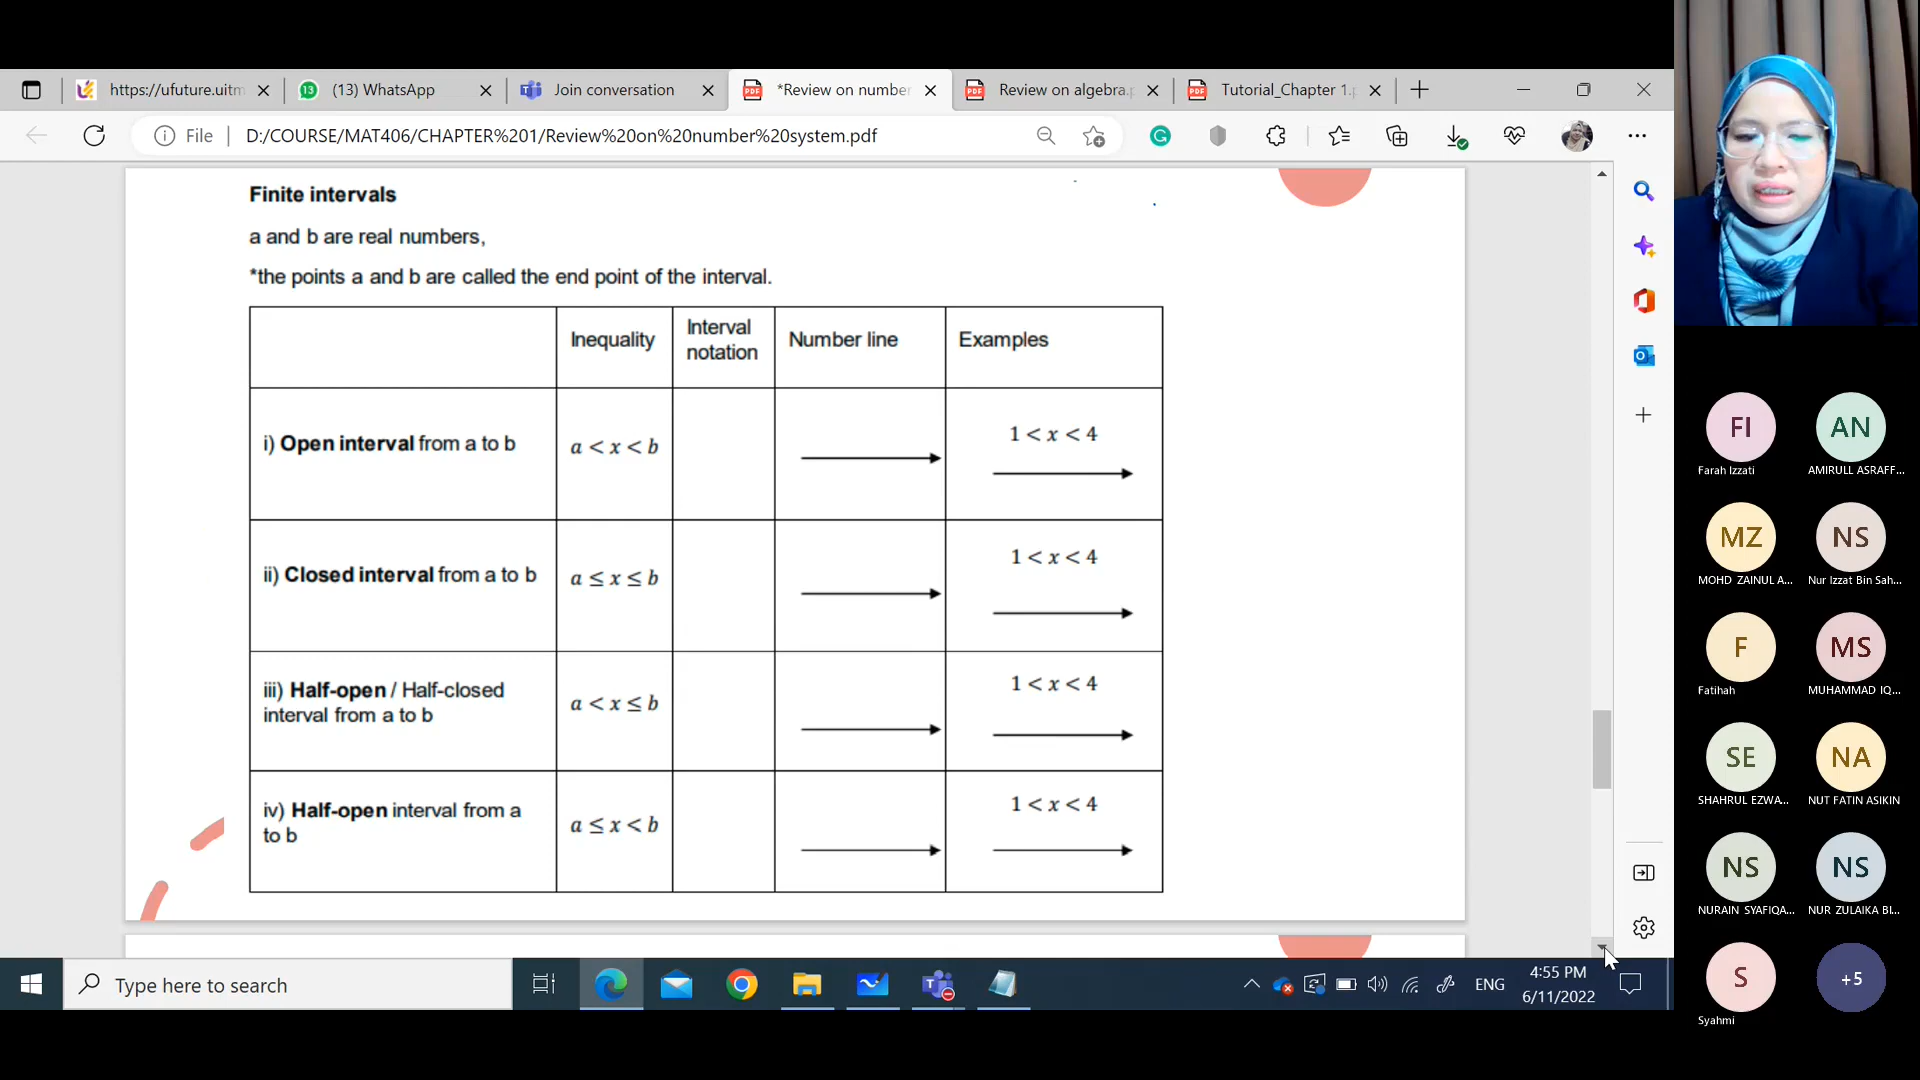 https://ufuture.uitm
(13) WhatsApp
Join conversation
*Review on number
Review on algebra.p
Tutorial_Chapter 1.p
File
D:/COURSE/MAT406/CHAPTER%201/Review%20on%20number%20system.pdf
Finite intervals
a and b are real numbers,
*the points a and b are called the end point of the interval.
Inequality
Interval
notation
Number line
Examples
i) Open interval from a to b
a < x < b
1 < x < 4
ii) Closed interval from a to b
a ≤ x ≤ b
1 < x < 4
iii) Half-open / Half-closed
interval from a to b
a < x ≤ b
1 < x < 4
iv) Half-open interval from a
to b
a ≤ x < b
1 < x < 4
FI
Farah Izzati
AN
AMIRULL ASRAFF...
MZ
MOHD ZAINUL A...
NS
Nur Izzat Bin Sah...
F
Fatihah
MS
MUHAMMAD IQ...
SE
SHAHRUL EZWA...
NA
NUT FATIN ASIKIN
NS
NURAIN SYAFIQA...
NS
NUR ZULAIKA BI...
S
Syahmi
+5
Type here to search
ENG
4:55 PM
6/11/2022